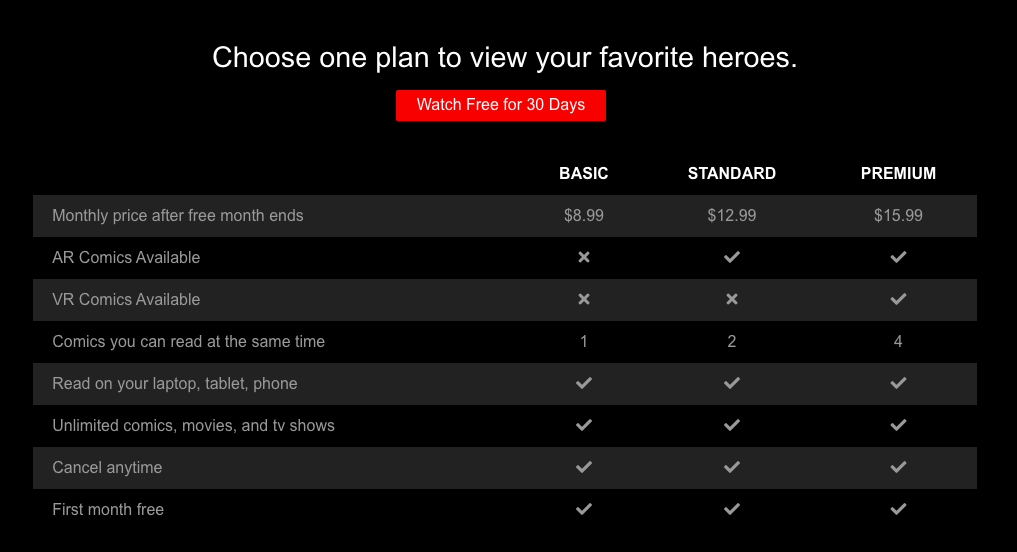 Choose one plan to view your favorite heroes.
Watch Free for 30 Days
BASIC STANDARD PREMIUM
Monthly price after free month ends $8.99 $12.99 $15.99
AR Comics Available
VR Comics Available
Comics you can read at the same time 1 2 4
Read on your laptop, tablet, phone
Unlimited comics, movies, and tv shows
Cancel anytime
First month free